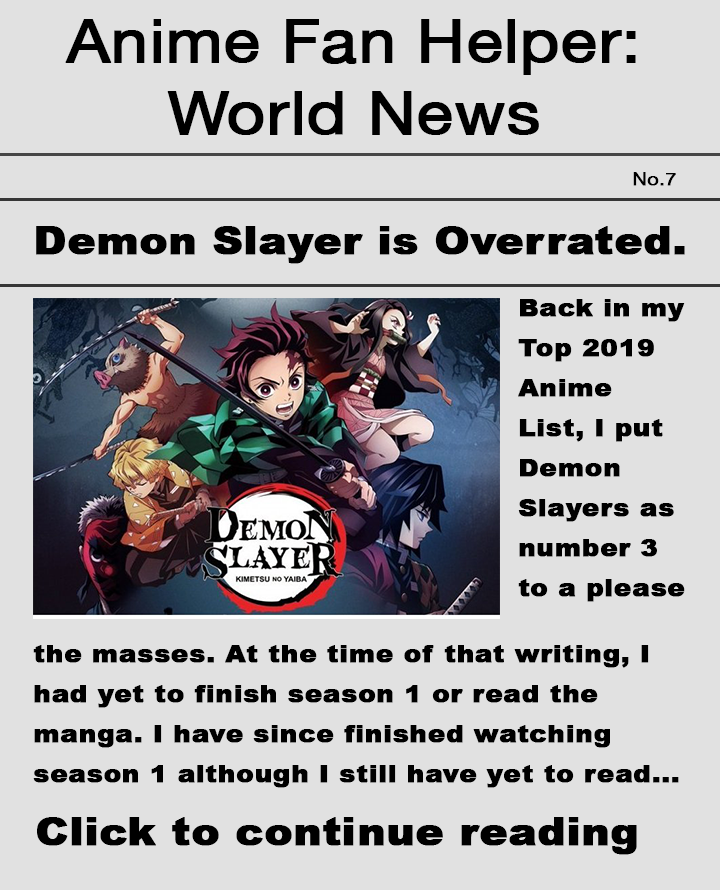 Anime Fan Helper:
World News
No.7
Demon Slayer is Overrated.
DEMON
SLAYER
KIMETSU NO YAIBA
Back in my
Top 2019
Anime
List, I put
Demon
Slayers as
number 3
to a please
the masses. At the time of that writing, I
had yet to finish season 1 or read the
manga. I have since finished watching
season 1 although I still have yet to read...
Click to continue reading